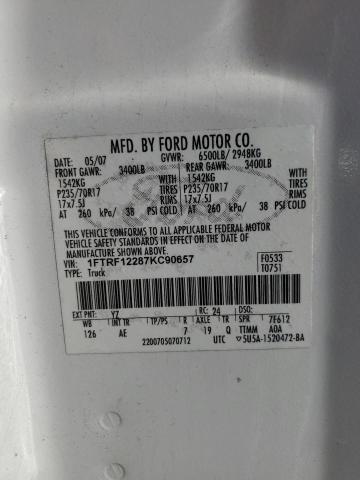 MFD. BY FORD MOTOR CO.
DATE: 05/07 GVWR: 6500LB/ 2948KG
FRONT GAWR: 3400LB REAR GAWR: 3400LB
1542KG WITH 1542KG WITH
P235/70R17 TIRES P235/70R17 TIRES
17x7.5J RIMS 17x7.5J RIMS
AT 260 kPa/ 38 PSI COLD AT 260 kPa/ 38 PSI COLD
THIS VEHICLE CONFORMS TO ALL APPLICABLE FEDERAL MOTOR VEHICLE SAFETY STANDARDS IN EFFECT ON THE DATE OF MANUFACTURE SHOWN ABOVE.
VIN: 1FTRF12287KC90657 F0533
TYPE: Truck T0751
EXT PNT: YZ RC: 24 DSO:
WB INT TR TP/PS R AXLE TR SPR 7F612
126 AE 7 19 Q TTMM A0A
2200705070712 UTC 5U5A-1520472-BA